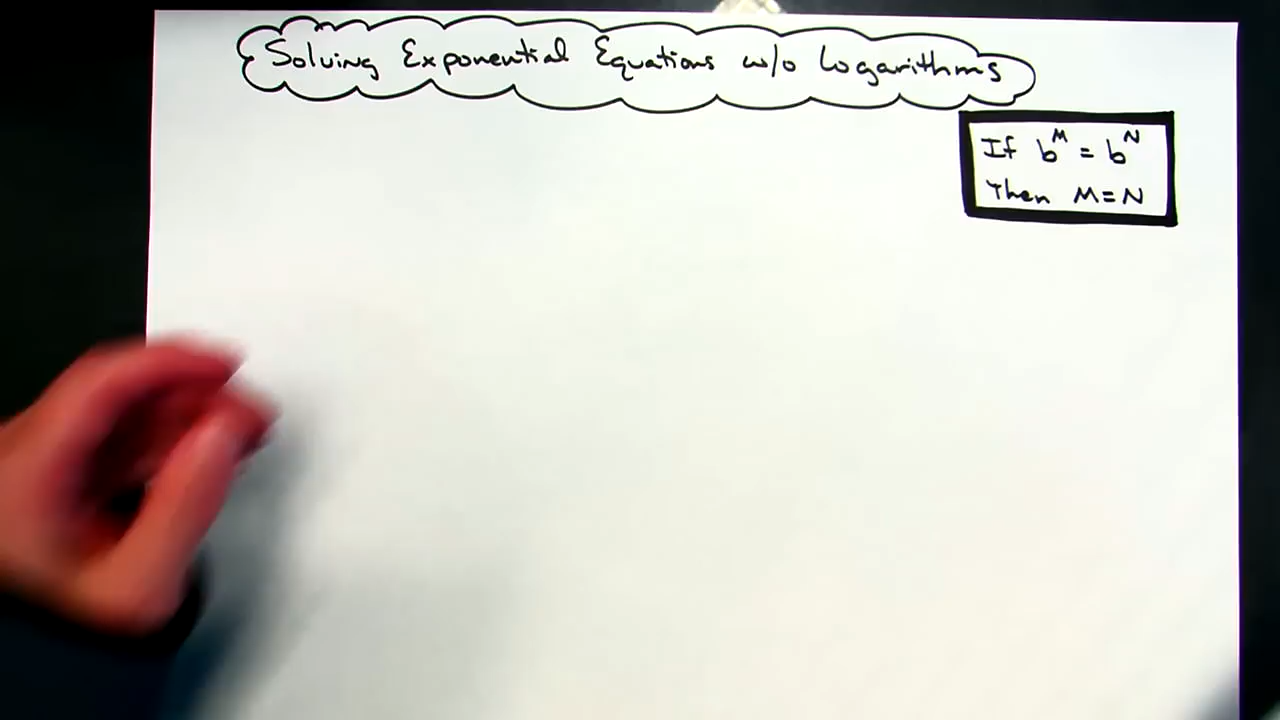 Solving Exponential Equations w/o Logarithms
If b^M = b^N
Then M=N